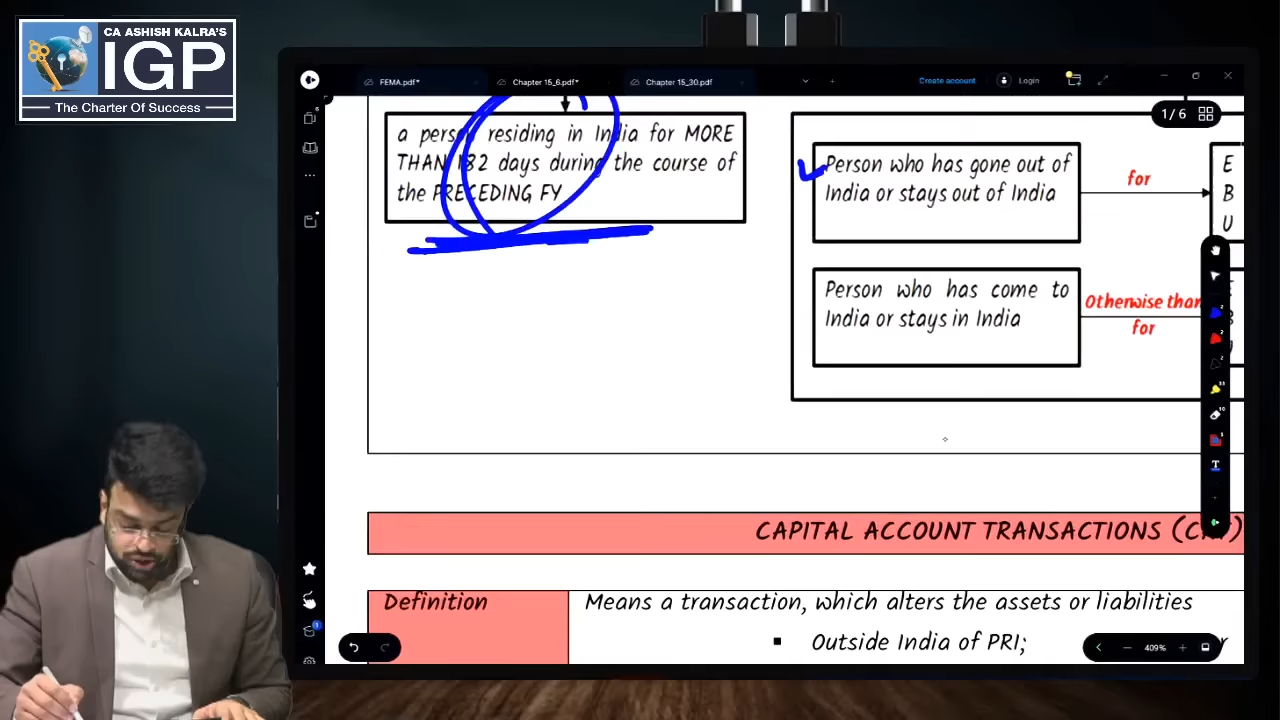 CA ASHISH KALRA'S
IGP
The Charter Of Success
FEMA.pdf*
Chapter 15_6.pdf*
Chapter 15_30.pdf
Create account
Login
1/6
a person residing in India for MORE
THAN 182 days during the course of
the PRECEDING FY
Person who has gone out of
India or stays out of India
for
E
B
U
Person who has come to
India or stays in India
Otherwise than
for
CAPITAL ACCOUNT TRANSACTIONS
Definition
Means a transaction, which alters the assets or liabilities
▪ Outside India of PRI;
409%